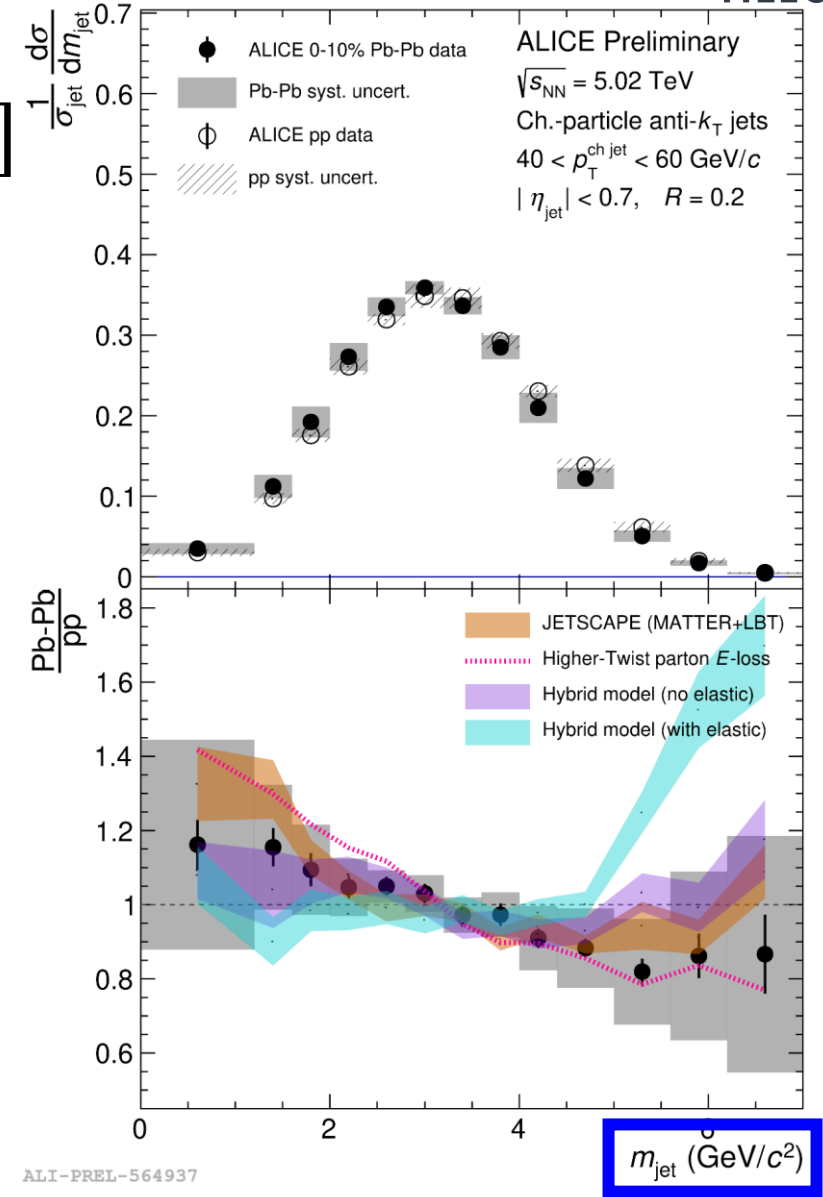 ]
1/σjet dσ/dmjet
0.7
0.6
0.5
0.4
0.3
0.2
0.1
0
ALICE 0-10% Pb-Pb data
Pb-Pb syst. uncert.
ALICE pp data
pp syst. uncert.
ALICE Preliminary
√sNN = 5.02 TeV
Ch.-particle anti-kT jets
40 < pT^ch jet < 60 GeV/c
| ηjet| < 0.7, R = 0.2
Pb-Pb/pp
1.8
1.6
1.4
1.2
1
0.8
0.6
JETSCAPE (MATTER+LBT)
Higher-Twist parton E-loss
Hybrid model (no elastic)
Hybrid model (with elastic)
0 2 4 6
mjet (GeV/c²)
ALI-PREL-564937